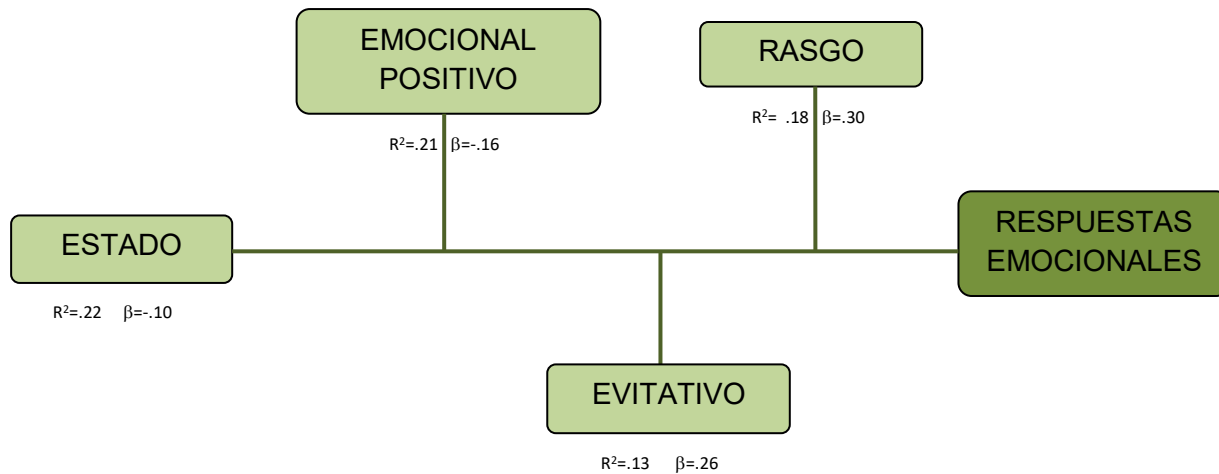 EMOCIONAL
POSITIVO
R²=.21 β=-.16
RASGO
R²= .18 β=.30
ESTADO
R²=.22 β=-.10
RESPUESTAS
EMOCIONALES
EVITATIVO
R²=.13 β=.26